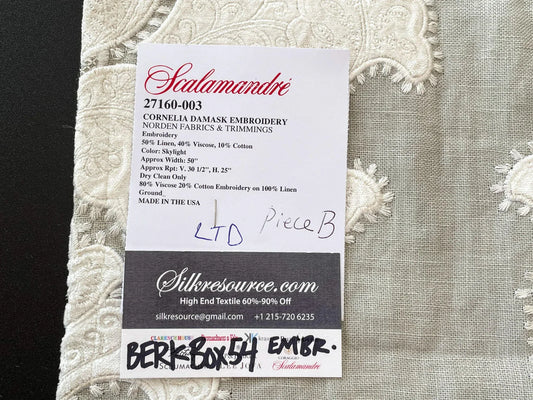 Scalamandré
27160-003
CORNELIA DAMASK EMBROIDERY
NORDEN FABRICS & TRIMMINGS
Embroidery
50% Linen, 40% Viscose, 10% Cotton
Color: Skylight
Approx Width: 50"
Approx Rpt: V. 30 1/2", H. 25"
Dry Clean Only
80% Viscose 20% Cotton Embroidery on 100% Linen
Ground_
MADE IN THE USA
LTD piece B
Silkresource.com
High End Textile 60%-90% Off
silkresource@gmail.com +1 215-720 6235
CLARENCE HOUSE
BERK BOX 54 EMBR.
Scalamandré